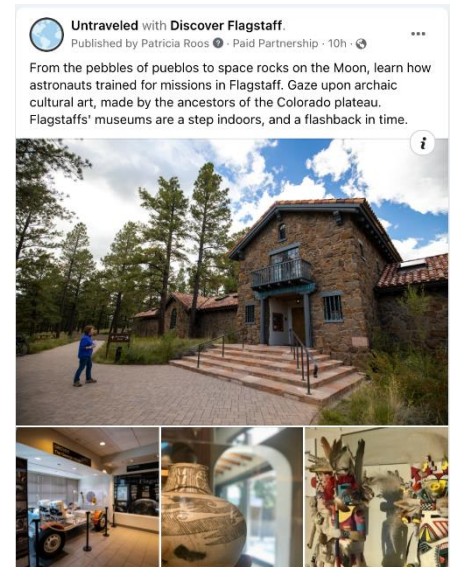 Untraveled with Discover Flagstaff.
Published by Patricia Roos · Paid Partnership · 10h ·
From the pebbles of pueblos to space rocks on the Moon, learn how
astronauts trained for missions in Flagstaff. Gaze upon archaic
cultural art, made by the ancestors of the Colorado plateau.
Flagstaffs' museums are a step indoors, and a flashback in time.